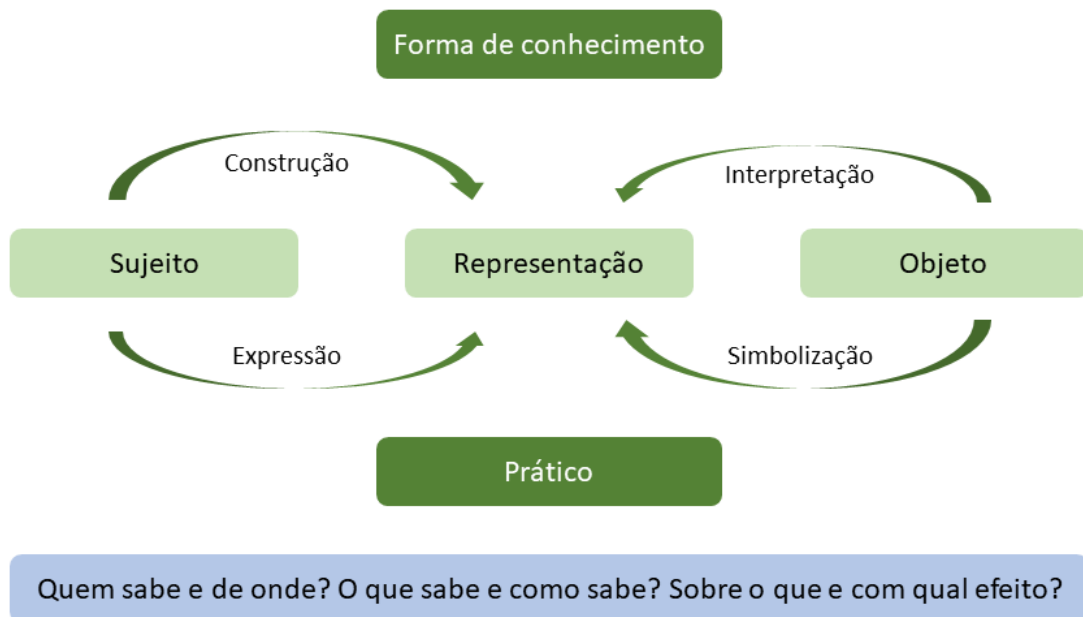 Forma de conhecimento
Construção
Interpretação
Sujeito
Representação
Objeto
Expressão
Simbolização
Prático
Quem sabe e de onde? O que sabe e como sabe? Sobre o que e com qual efeito?